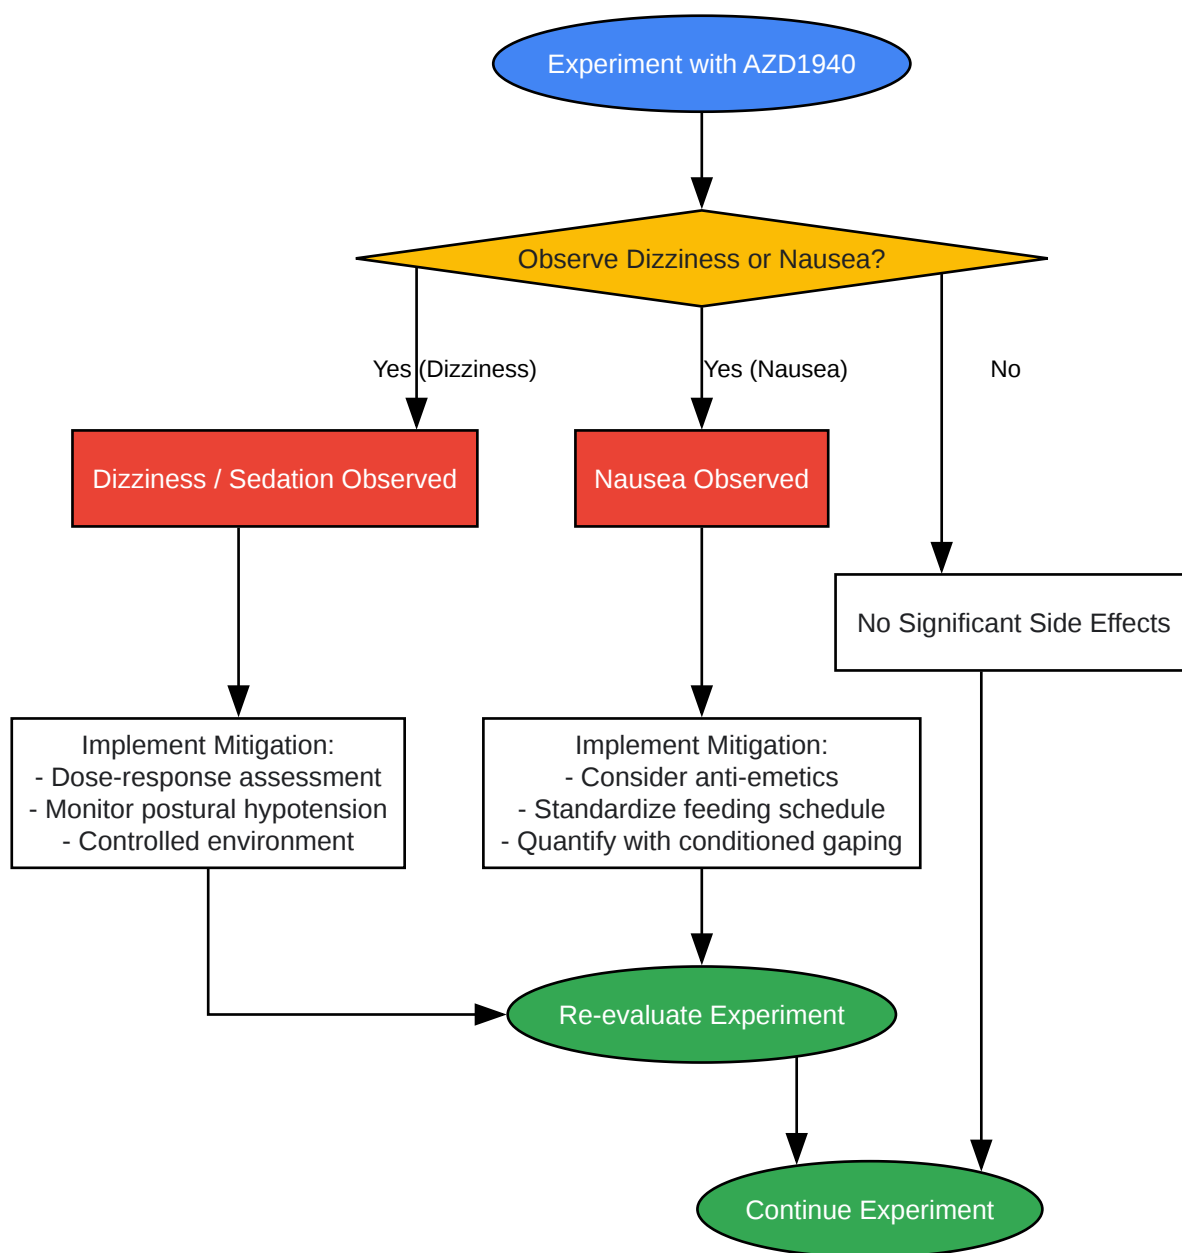 Experiment with AZD1940
Observe Dizziness or Nausea?
Yes (Dizziness)
Yes (Nausea)
No
Dizziness / Sedation Observed
Nausea Observed
No Significant Side Effects
Implement Mitigation:
- Dose-response assessment
- Monitor postural hypotension
- Controlled environment
Implement Mitigation:
- Consider anti-emetics
- Standardize feeding schedule
- Quantify with conditioned gaping
Re-evaluate Experiment
Continue Experiment